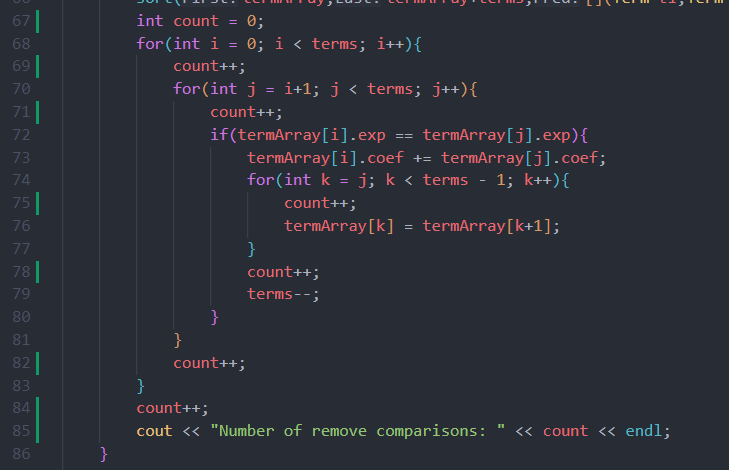 sort(First: termArray,Last: termArray+terms,Pred: [](Term t1,Term
67 int count = 0;
68 for(int i = 0; i < terms; i++){
69 count++;
70 for(int j = i+1; j < terms; j++){
71 count++;
72 if(termArray[i].exp == termArray[j].exp){
73 termArray[i].coef += termArray[j].coef;
74 for(int k = j; k < terms - 1; k++){
75 count++;
76 termArray[k] = termArray[k+1];
77 }
78 count++;
79 terms--;
80 }
81 }
82 count++;
83 }
84 count++;
85 cout << "Number of remove comparisons: " << count << endl;
86 }